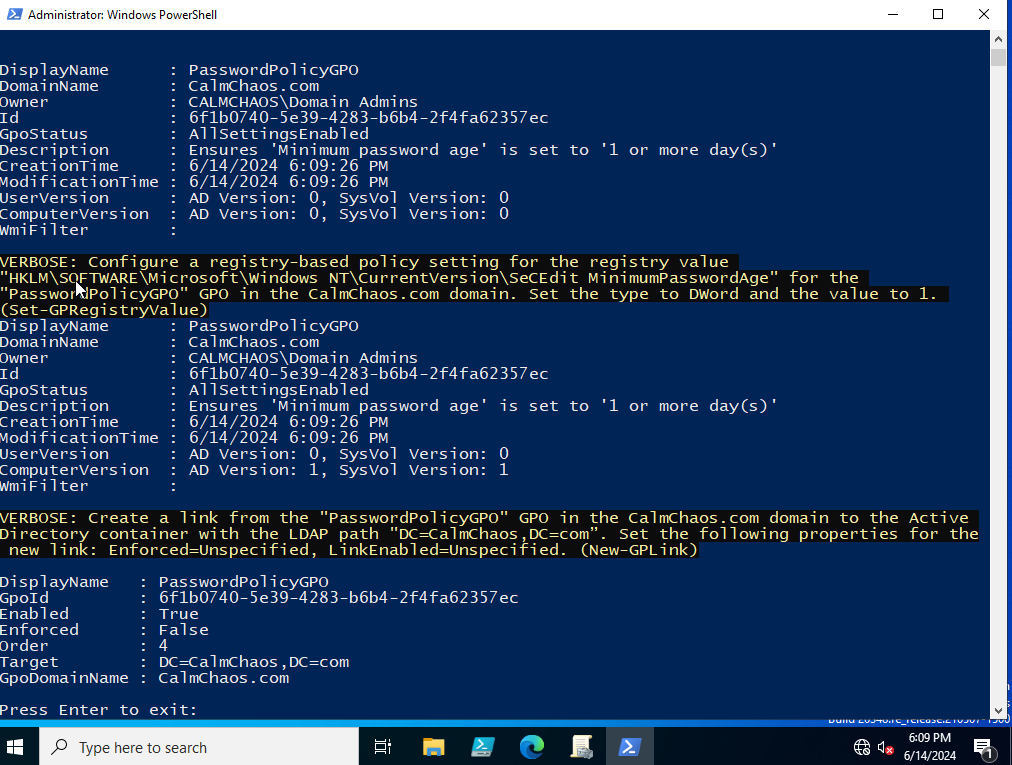 Administrator: Windows PowerShell
DisplayName : PasswordPolicyGPO
DomainName : CalmChaos.com
Owner : CALMCHAOS\Domain Admins
Id : 6f1b0740-5e39-4283-b6b4-2f4fa62357ec
GpoStatus : AllSettingsEnabled
Description : Ensures 'Minimum password age' is set to '1 or more day(s)'
CreationTime : 6/14/2024 6:09:26 PM
ModificationTime : 6/14/2024 6:09:26 PM
UserVersion : AD Version: 0, SysVol Version: 0
ComputerVersion : AD Version: 0, SysVol Version: 0
WmiFilter :
VERBOSE: Configure a registry-based policy setting for the registry value
"HKLM\SOFTWARE\Microsoft\Windows NT\CurrentVersion\SeCEdit MinimumPasswordAge" for the
"PasswordPolicyGPO" GPO in the CalmChaos.com domain. Set the type to DWord and the value to 1.
(Set-GPRegistryValue)
DisplayName : PasswordPolicyGPO
DomainName : CalmChaos.com
Owner : CALMCHAOS\Domain Admins
Id : 6f1b0740-5e39-4283-b6b4-2f4fa62357ec
GpoStatus : AllSettingsEnabled
Description : Ensures 'Minimum password age' is set to '1 or more day(s)'
CreationTime : 6/14/2024 6:09:26 PM
ModificationTime : 6/14/2024 6:09:26 PM
UserVersion : AD Version: 0, SysVol Version: 0
ComputerVersion : AD Version: 1, SysVol Version: 1
WmiFilter :
VERBOSE: Create a link from the "PasswordPolicyGPO" GPO in the CalmChaos.com domain to the Active
Directory container with the LDAP path "DC=CalmChaos,DC=com”. Set the following properties for the
new link: Enforced=Unspecified, LinkEnabled=Unspecified. (New-GPLink)
DisplayName : PasswordPolicyGPO
GpoId : 6f1b0740-5e39-4283-b6b4-2f4fa62357ec
Enabled : True
Enforced : False
Order : 4
Target : DC=CalmChaos,DC=com
GpoDomainName : CalmChaos.com
Press Enter to exit:
Type here to search
6:09 PM
6/14/2024
1